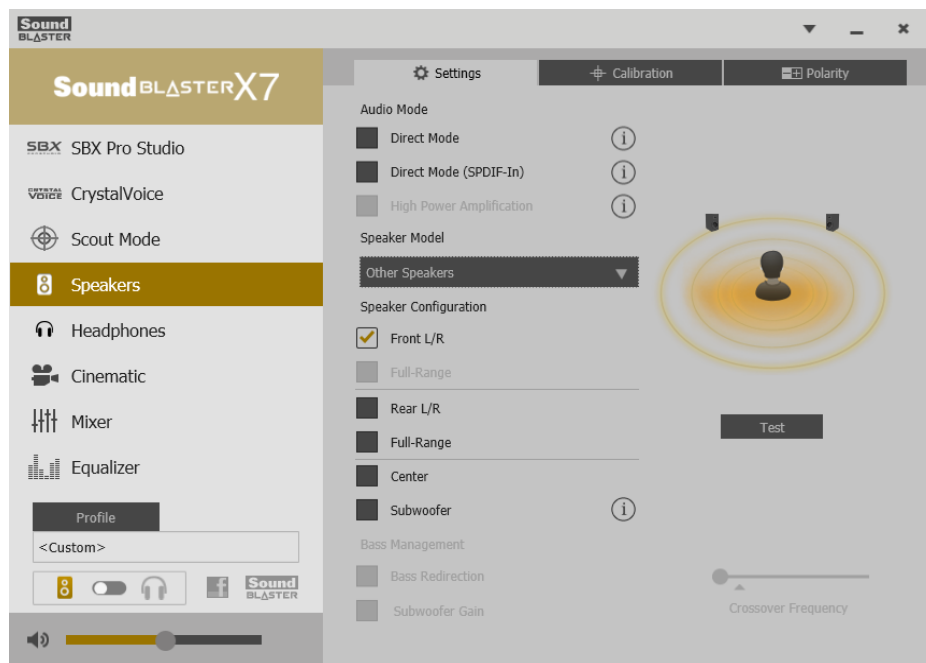 Sound
BLASTER
Sound BLASTER X7
SBX SBX Pro Studio
CRYSTAL VOICE CrystalVoice
Scout Mode
Speakers
Headphones
Cinematic
Mixer
Equalizer
Profile
<Custom>
Sound
BLASTER
Settings
Calibration
Polarity
Audio Mode
Direct Mode
Direct Mode (SPDIF-In)
High Power Amplification
Speaker Model
Other Speakers
Speaker Configuration
Front L/R
Full-Range
Rear L/R
Full-Range
Center
Subwoofer
Bass Management
Bass Redirection
Subwoofer Gain
Test
Crossover Frequency